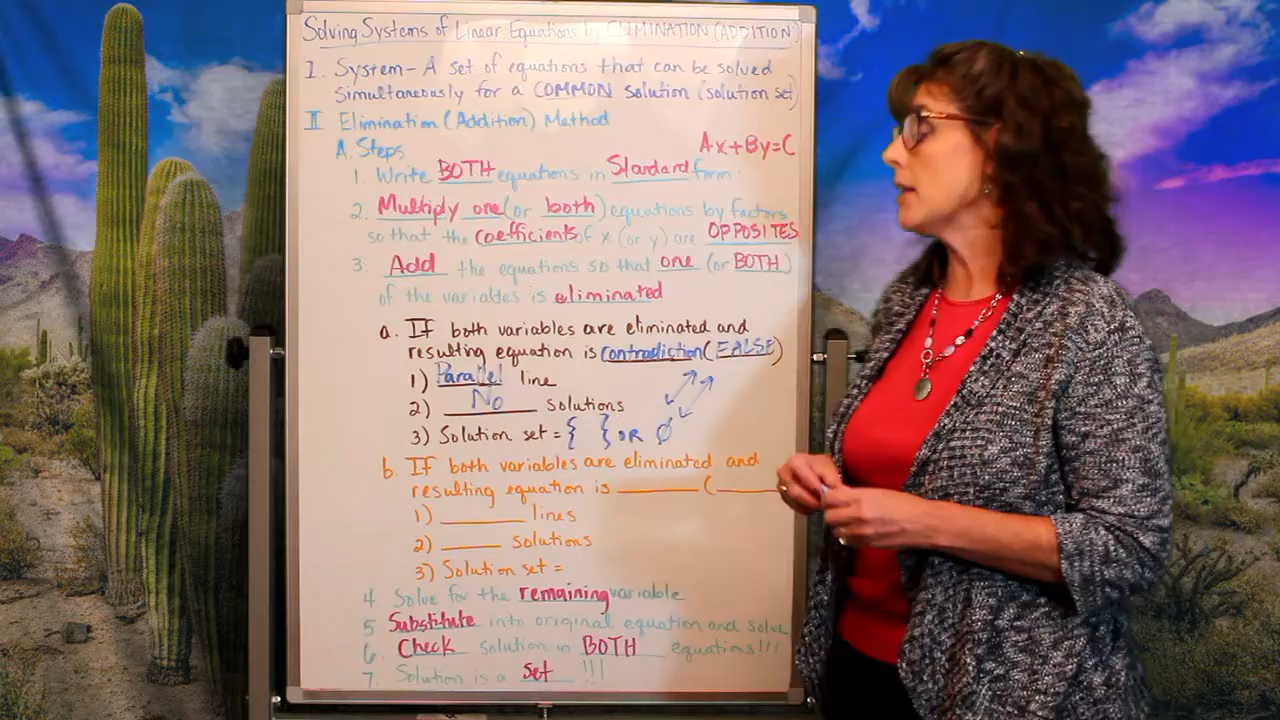 Solving Systems of Linear Equations by ELIMINATION (ADDITION)
I. System - A set of equations that can be solved
simultaneously for a COMMON solution (solution set)
II Elimination (Addition) Method
A. Steps
Ax+By=C
1. Write BOTH equations in Standard form.
2. Multiply one (or both) equations by factors
so that the coefficients of x (or y) are OPPOSITES
3. Add the equations so that one (or BOTH)
of the variables is eliminated
a. If both variables are eliminated and
resulting equation is contradiction (FALSE)
1) Parallel line
2) No solutions
3) Solution set = { } OR ∅
b. If both variables are eliminated and
resulting equation is ______ (______
1) ______ lines
2) ______ solutions
3) Solution set =
4 Solve for the remaining variable
5 Substitute into original equation and solve
6. Check solution in BOTH equations!!!
7. Solution is a set !!!